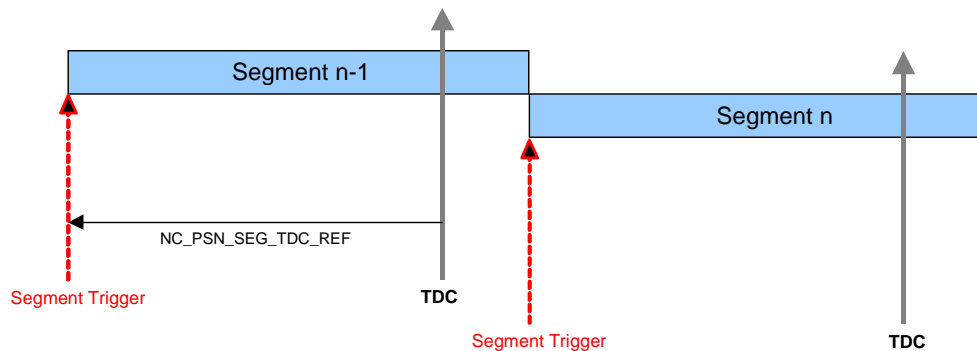 Segment n-1
Segment n
NC_PSN_SEG_TDC_REF
Segment Trigger
TDC
Segment Trigger
TDC